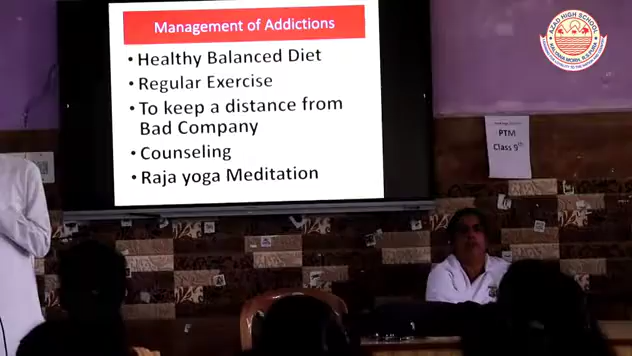 Management of Addictions
• Healthy Balanced Diet
• Regular Exercise
• To keep a distance from
Bad Company
• Counseling
• Raja yoga Meditation
PTM
Class 9th
AZAD HIGH SCHOOL